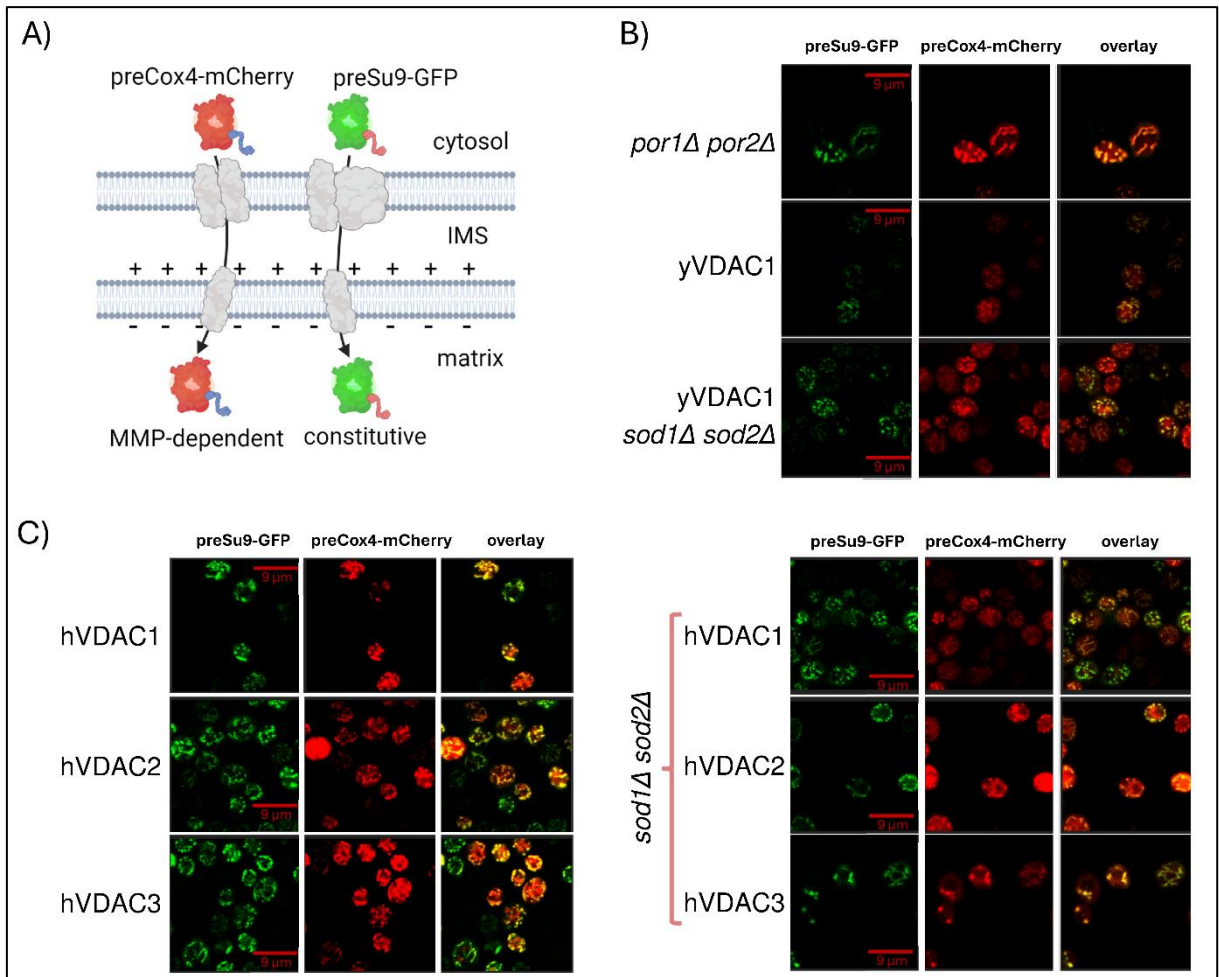 A)
preCox4-mCherry preSu9-GFP
cytosol
IMS
+ + + + + + + + +
- - - - - - - - -
matrix
MMP-dependent constitutive
B)
preSu9-GFP preCox4-mCherry overlay
9 µm
por1Δ por2Δ
9 µm
yVDAC1
yVDAC1
sod1Δ sod2Δ
9 µm
C)
preSu9-GFP preCox4-mCherry overlay
9 µm
hVDAC1
hVDAC2
9 µm
hVDAC3
9 µm
preSu9-GFP preCox4-mCherry overlay
sod1Δ sod2Δ
hVDAC1
9 µm
hVDAC2
9 µm
hVDAC3
9 µm